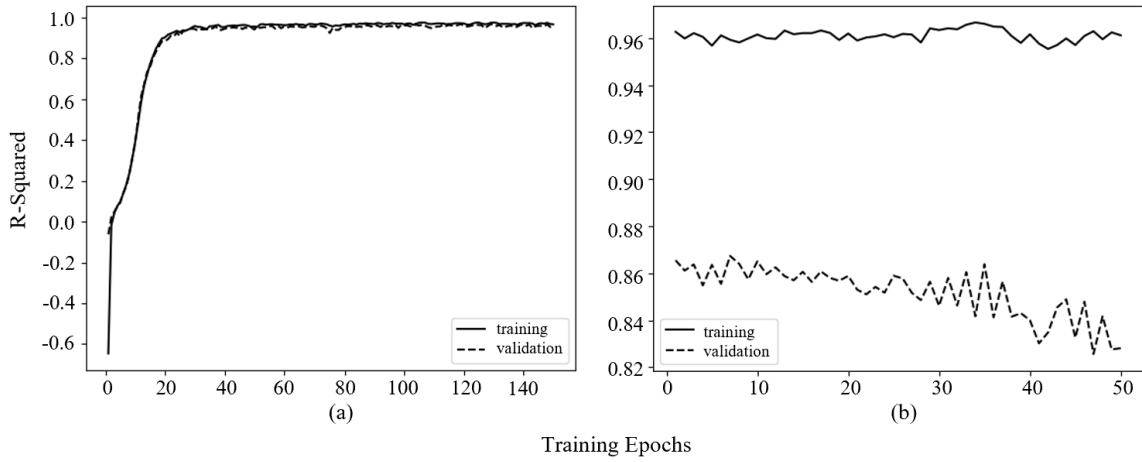 R-Squared
1.0
0.8
0.6
0.4
0.2
0.0
-0.2
-0.4
-0.6
training
validation
0 20 40 60 80 100 120 140
(a)
0.96
0.94
0.92
0.90
0.88
0.86
0.84
0.82
training
validation
0 10 20 30 40 50
(b)
Training Epochs